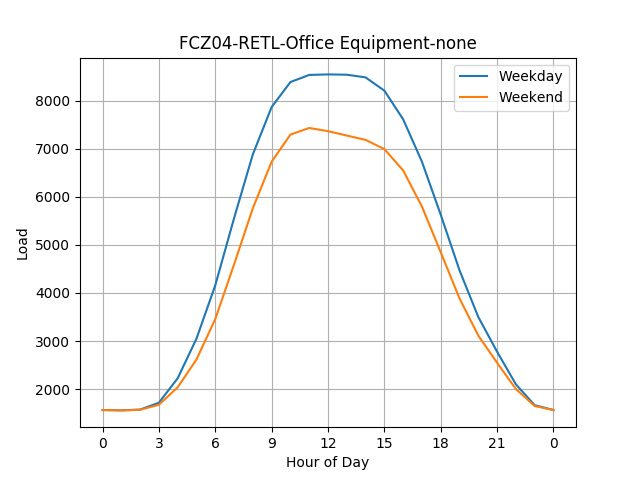 FCZ04-RETL-Office Equipment-none
Weekday
Weekend
Load
8000
7000
6000
5000
4000
3000
2000
0 3 6 9 12 15 18 21 0
Hour of Day